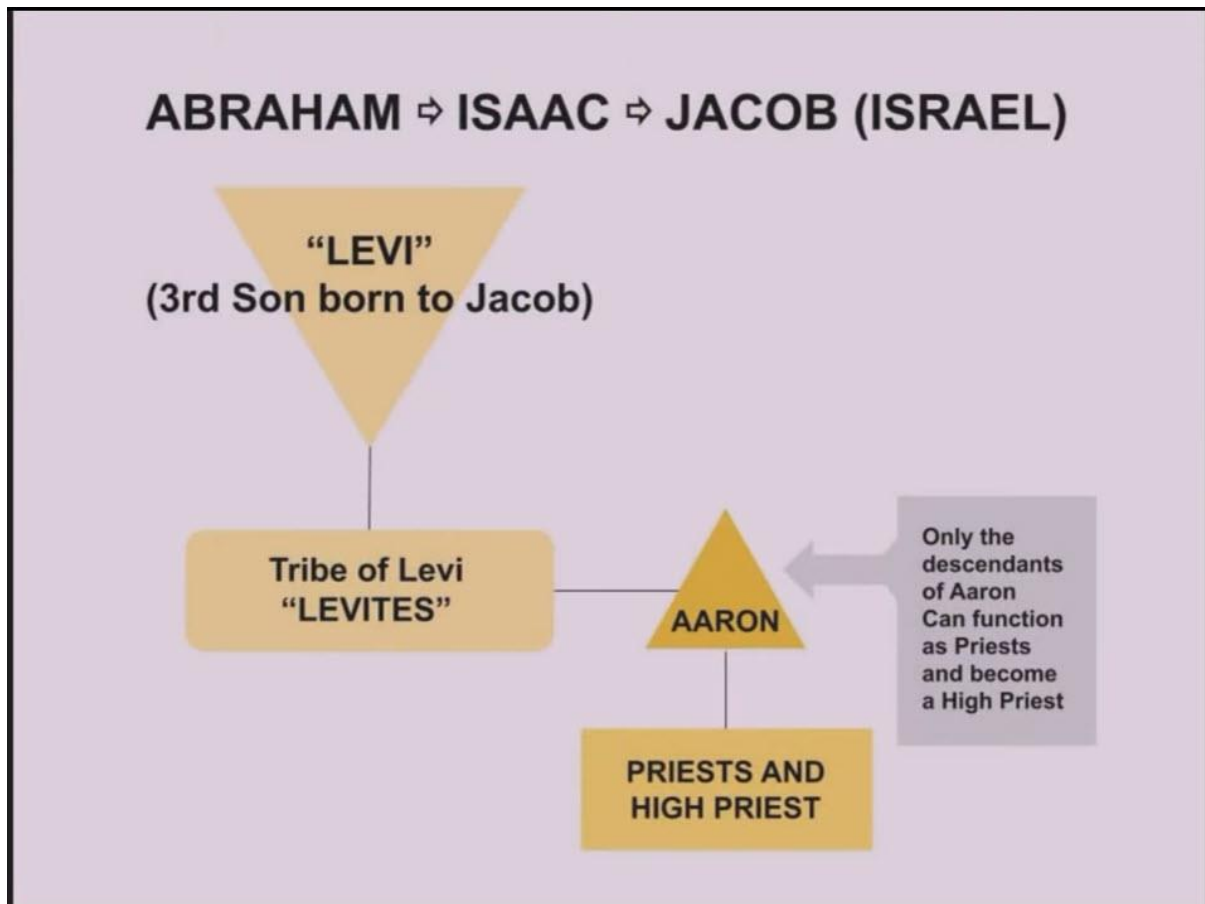 ABRAHAM ⇨ ISAAC ⇨ JACOB (ISRAEL)
“LEVI”
(3rd Son born to Jacob)
Tribe of Levi
“LEVITES”
AARON
Only the
descendants
of Aaron
Can function
as Priests
and become
a High Priest
PRIESTS AND
HIGH PRIEST